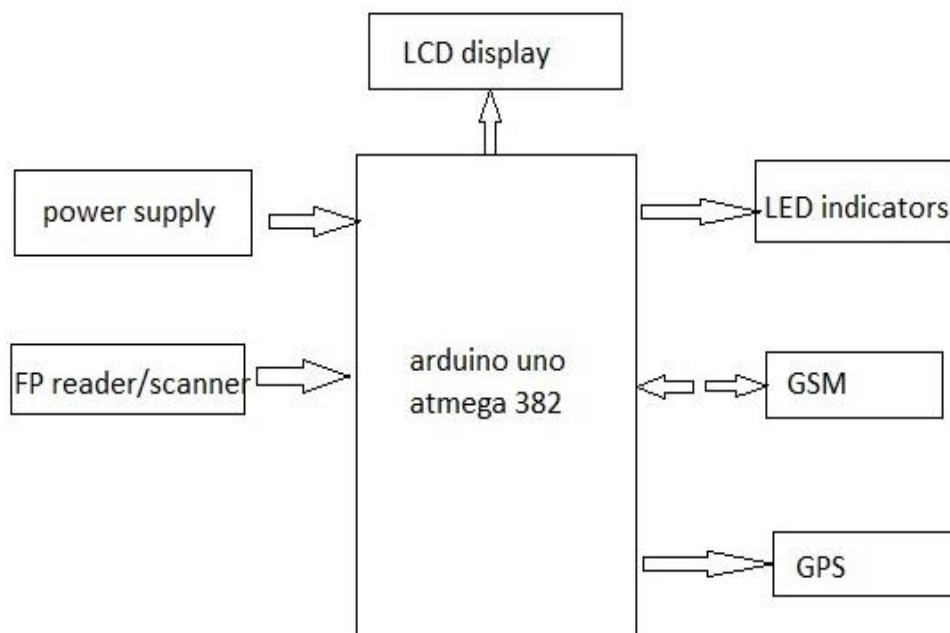 LCD display
power supply
LED indicators
FP reader/scanner
arduino uno
atmega 382
GSM
GPS